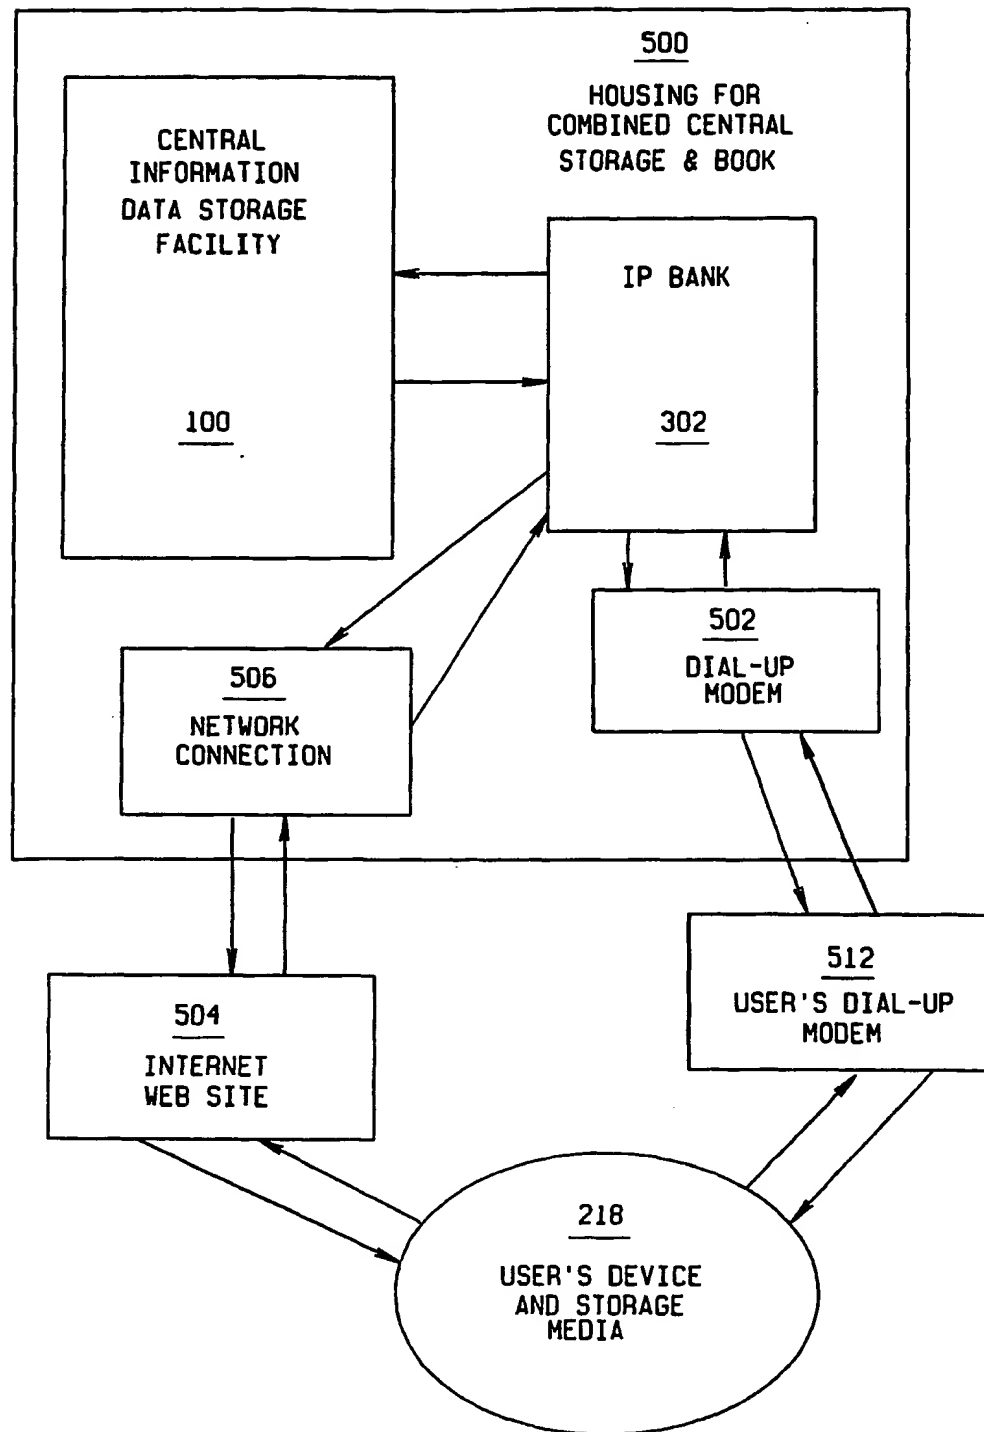 500
HOUSING FOR
COMBINED CENTRAL
STORAGE & BOOK
CENTRAL
INFORMATION
DATA STORAGE
FACILITY
100
IP BANK
302
502
DIAL-UP
MODEM
506
NETWORK
CONNECTION
512
USER'S DIAL-UP
MODEM
504
INTERNET
WEB SITE
218
USER'S DEVICE
AND STORAGE
MEDIA